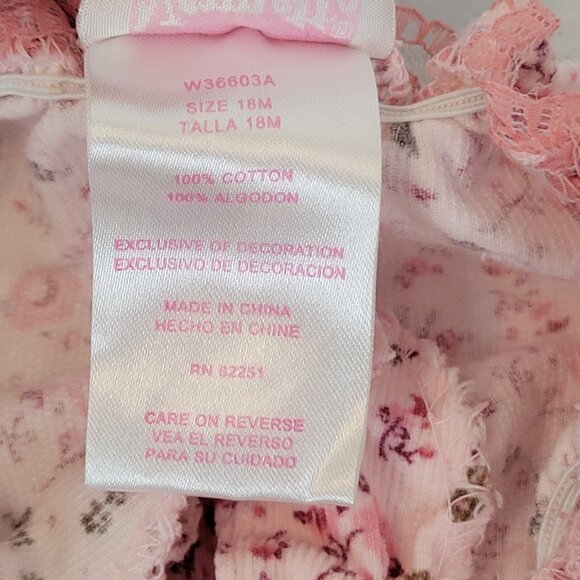 W36603A
SIZE 18M
TALLA 18M
100% COTTON
100% ALGODON
EXCLUSIVE OF DECORATION
EXCLUSIVO DE DECORACION
MADE IN CHINA
HECHO EN CHINE
RN 82251
CARE ON REVERSE
VEA EL REVERSO
PARA SU CUIDADO